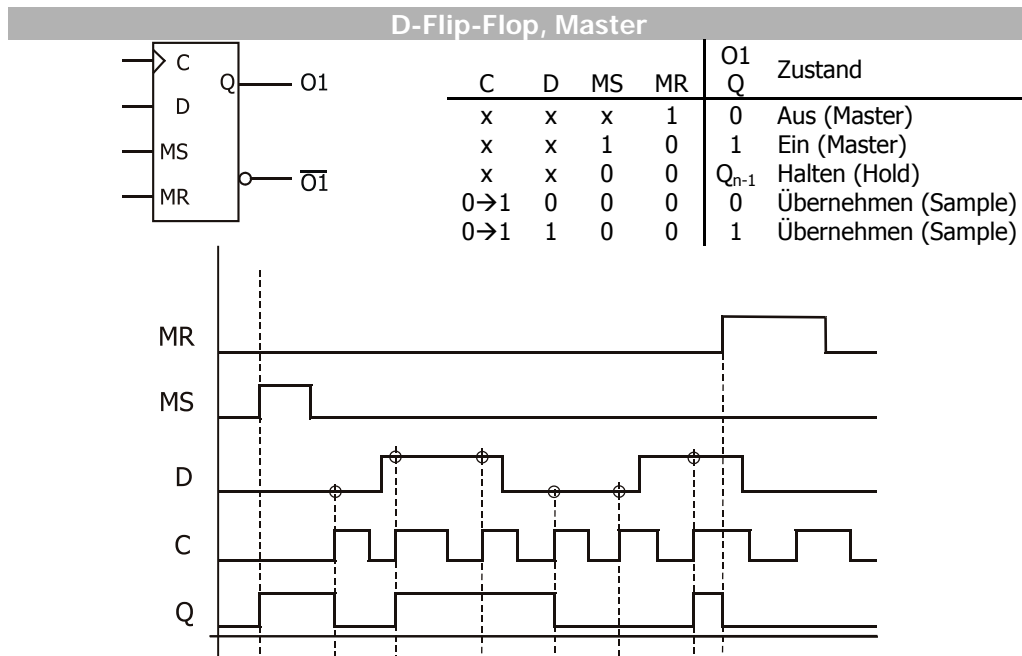 D-Flip-Flop, Master
C
Q
O1
D
MS
MR
O1
C D MS MR O1 Q Zustand
x x x 1 0 Aus (Master)
x x 1 0 1 Ein (Master)
x x 0 0 Qn-1 Halten (Hold)
0→1 0 0 0 0 Übernehmen (Sample)
0→1 1 0 0 1 Übernehmen (Sample)
MR
MS
D
C
Q